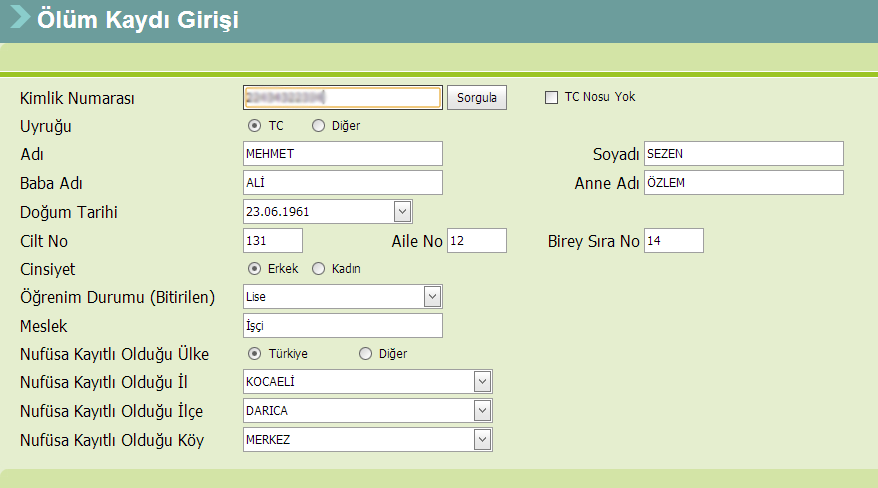 Ölüm Kaydı Girişi
Kimlik Numarası Sorgula TC Nosu Yok
Uyruğu TC Diğer
Adı MEHMET Soyadı SEZEN
Baba Adı ALİ Anne Adı ÖZLEM
Doğum Tarihi 23.06.1961
Cilt No 131 Aile No 12 Birey Sıra No 14
Cinsiyet Erkek Kadın
Öğrenim Durumu (Bitirilen) Lise
Meslek İşçi
Nufüsa Kayıtlı Olduğu Ülke Türkiye Diğer
Nufüsa Kayıtlı Olduğu İl KOCAELİ
Nufüsa Kayıtlı Olduğu İlçe DARICA
Nufüsa Kayıtlı Olduğu Köy MERKEZ